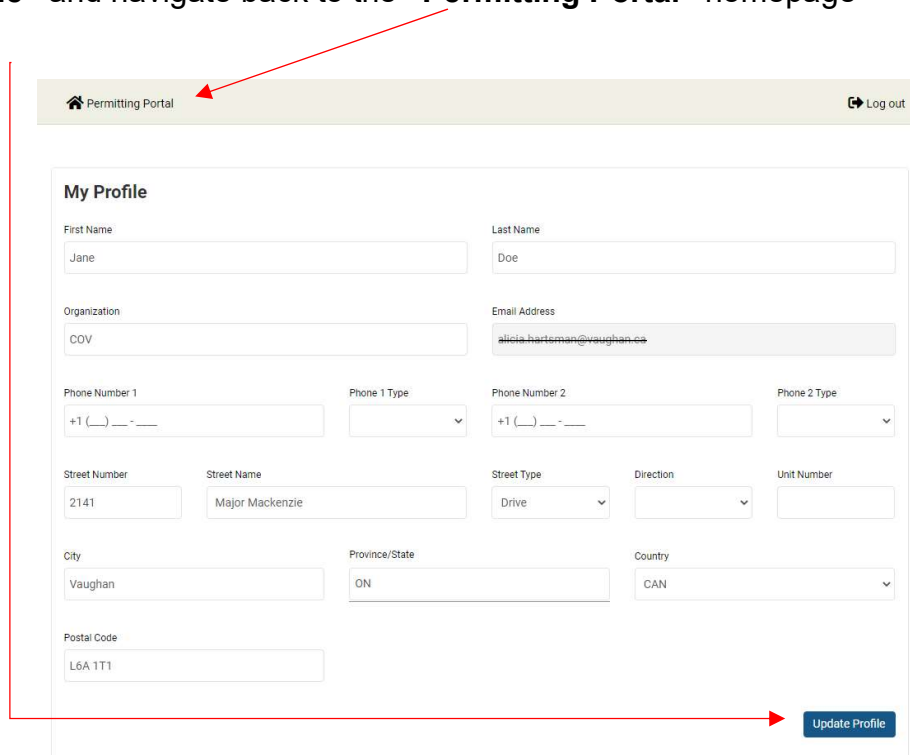 and navigate back to the "Permitting Portal" homepage
Permitting Portal
Log out
My Profile
First Name
Last Name
Jane
Doe
Organization
Email Address
COV
alicia.hartsman@vaughan.ca
Phone Number 1
Phone 1 Type
Phone Number 2
Phone 2 Type
+1 (__) ___ - ____
+1 (__) ___ - ____
Street Number
Street Name
Street Type
Direction
Unit Number
2141
Major Mackenzie
Drive
City
Province/State
Country
Vaughan
ON
CAN
Postal Code
L6A 1T1
Update Profile